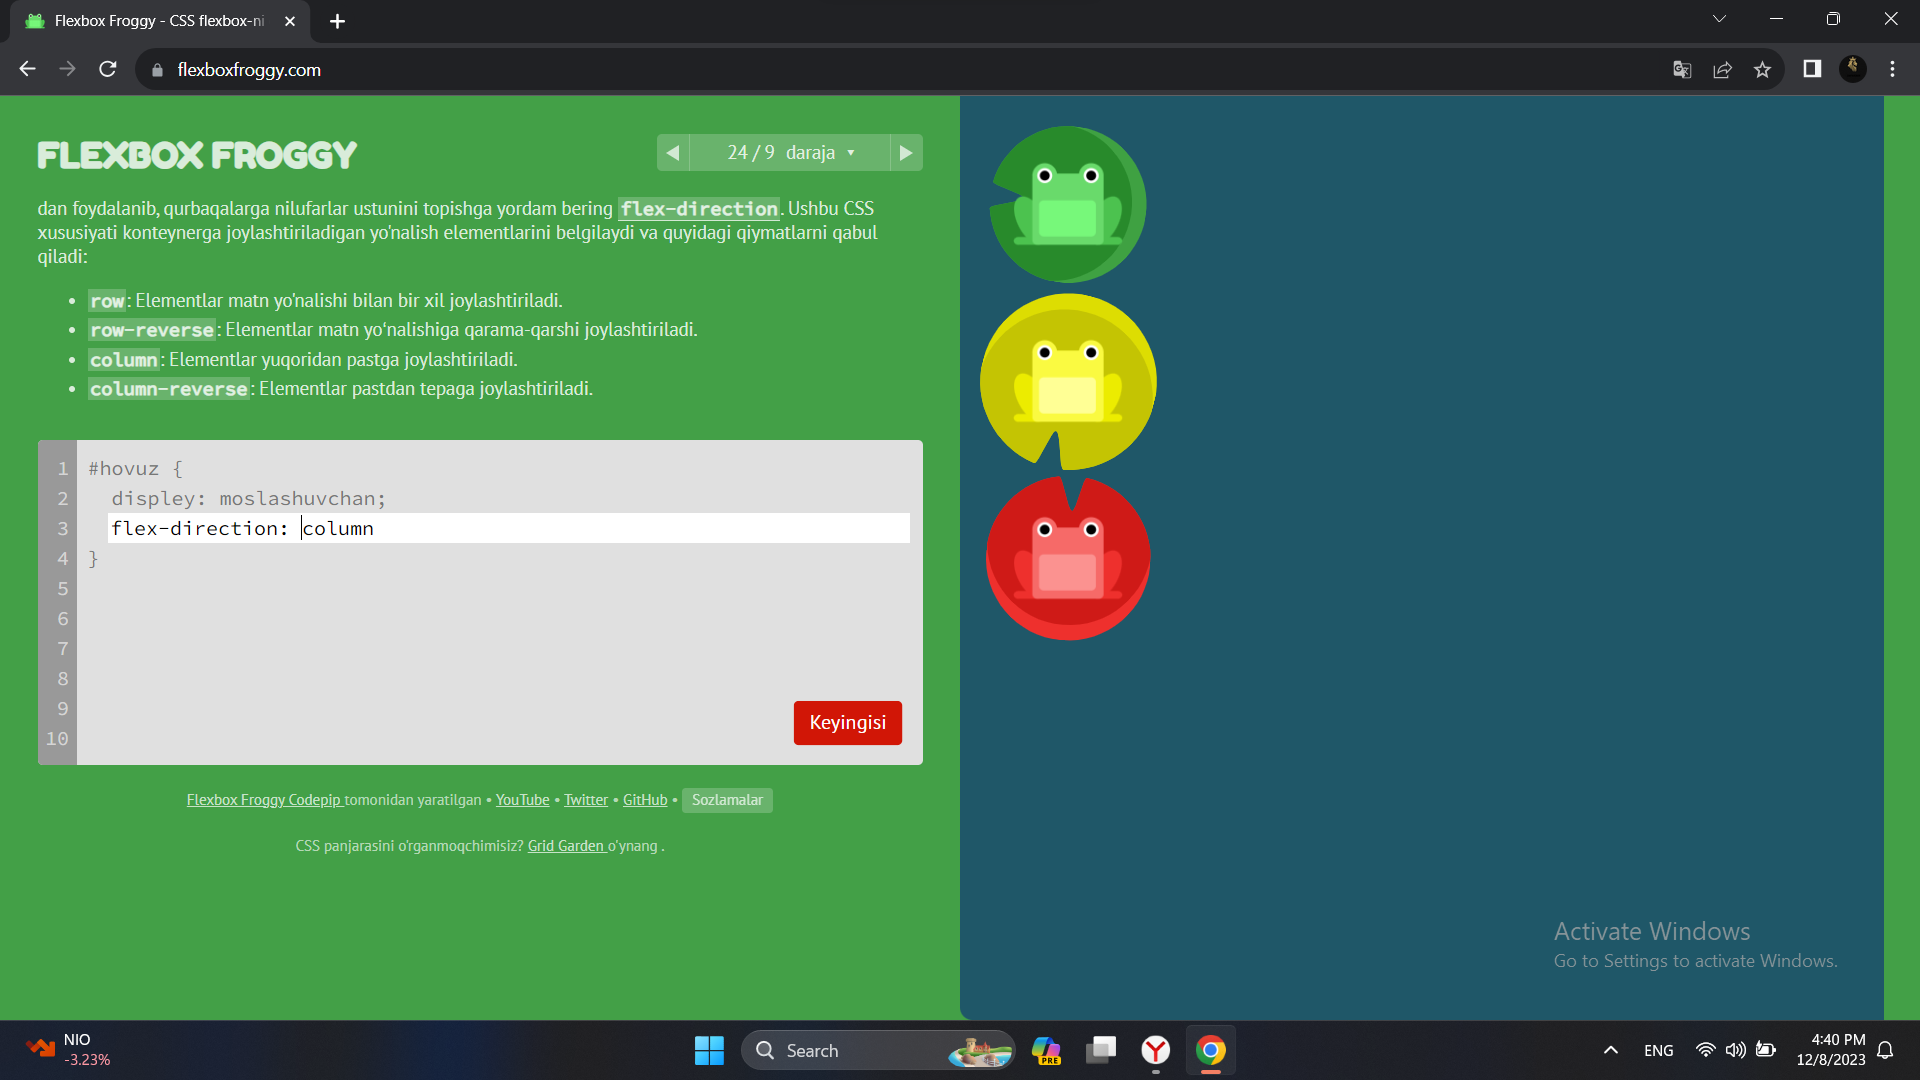 Flexbox Froggy - CSS flexbox-ni
flexboxfroggy.com
FLEXBOX FROGGY
24 / 9 daraja
dan foydalanib, qurbaqalarga nilufarlar ustunini topishga yordam bering flex-direction. Ushbu CSS
xususiyati konteynerga joylashtiriladigan yo'nalish elementlarini belgilaydi va quyidagi qiymatlarni qabul
qiladi:
• row: Elementlar matn yo'nalishi bilan bir xil joylashtiriladi.
• row-reverse: Elementlar matn yoʻnalishiga qarama-qarshi joylashtiriladi.
• column: Elementlar yuqoridan pastga joylashtiriladi.
• column-reverse: Elementlar pastdan tepaga joylashtiriladi.
1 #hovuz {
2 displey: moslashuvchan;
3 flex-direction: column
4 }
5
6
7
8
9
10
Keyingisi
Flexbox Froggy Codepip tomonidan yaratilgan • YouTube • Twitter • GitHub • Sozlamalar
CSS panjarasini o'rganmoqchimisiz? Grid Garden o'ynang .
Activate Windows
Go to Settings to activate Windows.
NIO
-3.23%
Search
PRE
ENG
4:40 PM
12/8/2023